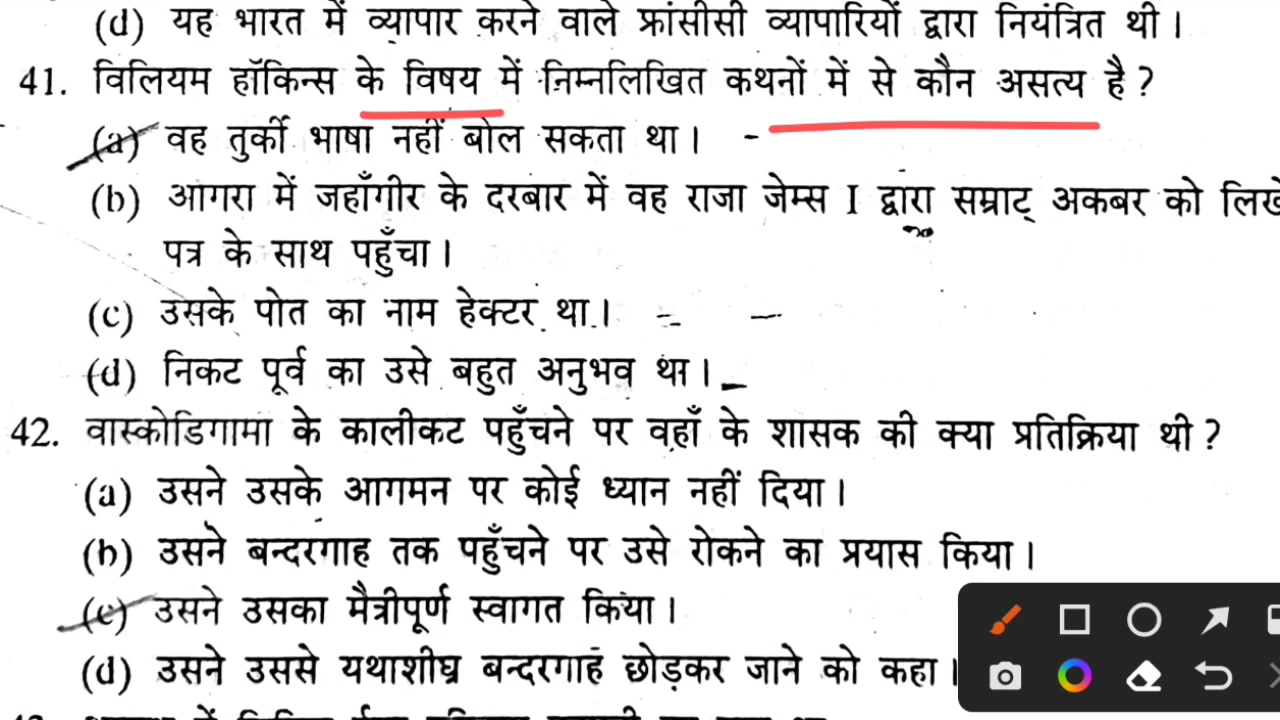 (d) यह भारत में व्यापार करने वाले फ्रांसीसी व्यापारियों द्वारा नियंत्रित थी।
41. विलियम हॉकिन्स के विषय में निम्नलिखित कथनों में से कौन असत्य है?
(a) वह तुर्की भाषा नहीं बोल सकता था।
(b) आगरा में जहाँगीर के दरबार में वह राजा जेम्स I द्वारा सम्राट् अकबर को लिखे
पत्र के साथ पहुँचा।
(c) उसके पोत का नाम हेक्टर था।
(d) निकट पूर्व का उसे बहुत अनुभव था।
42. वास्कोडिगामा के कालीकट पहुँचने पर वहाँ के शासक की क्या प्रतिक्रिया थी?
(a) उसने उसके आगमन पर कोई ध्यान नहीं दिया।
(b) उसने बन्दरगाह तक पहुँचने पर उसे रोकने का प्रयास किया।
(c) उसने उसका मैत्रीपूर्ण स्वागत किया।
(d) उसने उससे यथाशीघ्र बन्दरगाह छोड़कर जाने को कहा।